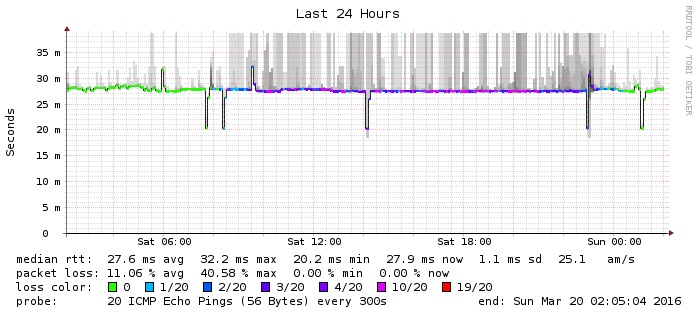 Last 24 Hours
RRDTOOL / TOBI OETIKER
Seconds
35 m
30 m
25 m
20 m
15 m
10 m
5 m
0
Sat 06:00 Sat 12:00 Sat 18:00 Sun 00:00
median rtt: 27.6 ms avg 32.2 ms max 20.2 ms min 27.9 ms now 1.1 ms sd 25.1 am/s
packet loss: 11.06 % avg 40.58 % max 0.00 % min 0.00 % now
loss color: 0 1/20 2/20 3/20 4/20 10/20 19/20
probe: 20 ICMP Echo Pings (56 Bytes) every 300s end: Sun Mar 20 02:05:04 2016